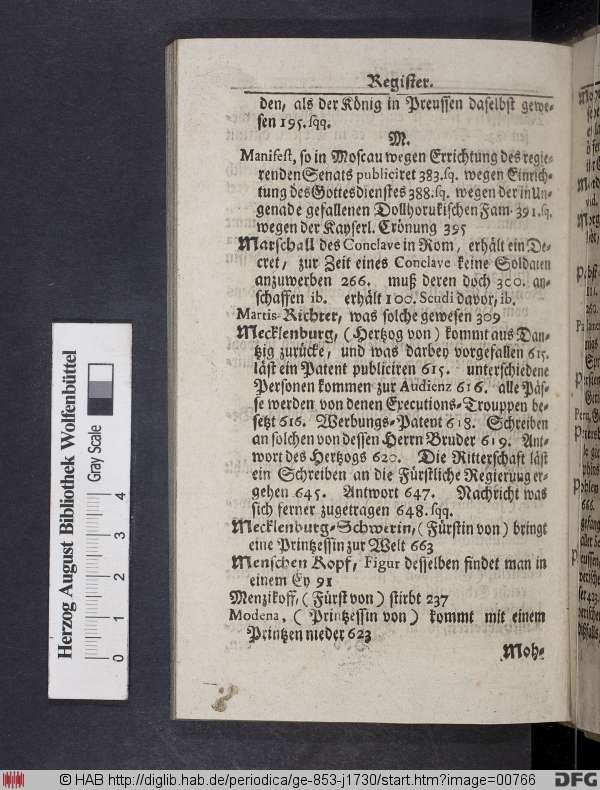 Register.
den, als der König in Preussen daselbst gewe-
sen 195. sqq.
M.
Manifest, so in Moscau wegen Errichtung des regie-
renden Senats publiciret 383. sq. wegen Einrich-
tung des Gottesdienstes 388. sq. wegen der in Un-
genade gefallenen Dollhorukischen Fam. 391. sq.
wegen der Kayserl. Crönung 395
Marschall des Conclave in Rom, erhält ein De-
cret, zur Zeit eines Conclave keine Soldaten
anzuwerben 266. muß deren doch 300. an-
schaffen ib. erhält 100. Scudi davor, ib.
Martis-Richter, was solche gewesen 309
Mecklenburg, (Hertzog von) kommt aus Dan-
tzig zurücke, und was darbey vorgefallen 615.
läst ein Patent publiciren 615. unterschiedene
Personen kommen zur Audienz 616. alle Päs-
se werden von denen Executions-Trouppen be-
setzt 616. Werbungs-Patent 618. Schreiben
an solchen von dessen Herrn Bruder 619. Ant-
wort des Hertzogs 620. Die Ritterschaft läst
ein Schreiben an die Fürstliche Regierung er-
gehen 645. Antwort 647. Nachricht was
sich ferner zugetragen 648. sqq.
Mecklenburg-Schwerin, (Fürstin von) bringt
eine Printzessin zur Welt 663
Menschen Kopf, Figur desselben findet man in
einem Ey 91
Menzikoff, (Fürst von) stirbt 237
Modena, (Printzessin von) kommt mit einem
Printzen nieder 623
Moh-
Herzog August Bibliothek Wolfenbüttel
Gray Scale
0 1 2 3 4
© HAB http://diglib.hab.de/periodica/ge-853-j1730/start.htm?image=00766
DFG